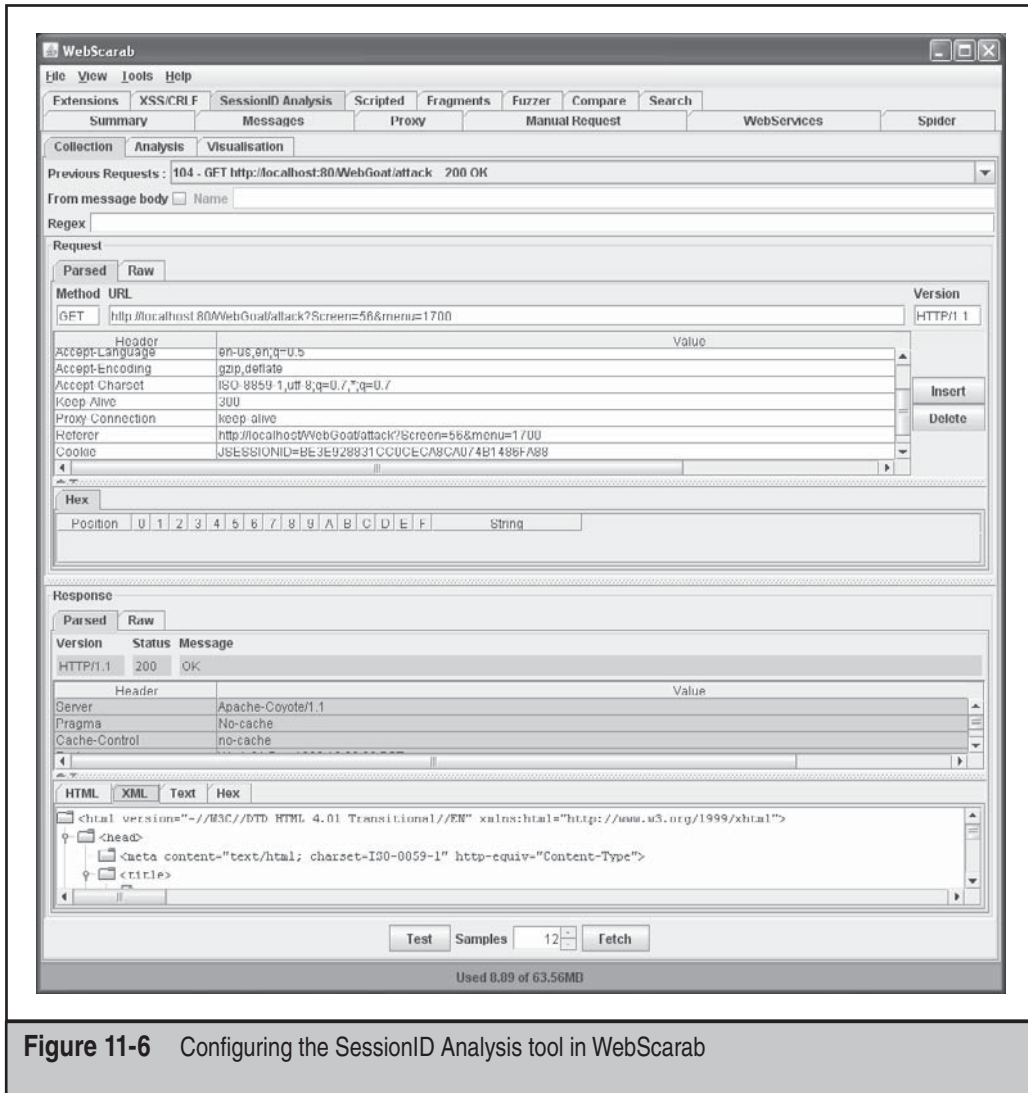 WebScarab
File View Tools Help
Extensions XSS/CRLF SessionID Analysis Scripted Fragments Fuzzer Compare Search
Summary Messages Proxy Manual Request WebServices Spider
Collection Analysis Visualisation
Previous Requests : 104 - GET http://localhost:80/WebGoat/attack 200 OK
From message body Name
Regex
Request
Parsed Raw
Method URL Version
GET http://localhost:80/WebGoat/attack?Screen=56&menu=1700 HTTP/1.1
Header Value
Accept-Language en-us,en;q=0.5
Accept-Encoding gzip,deflate
Accept-Charset ISO-8859-1,utf-8;q=0.7,*;q=0.7
Keep-Alive 300
Proxy-Connection keep-alive
Referer http://localhost/WebGoat/attack?Screen=56&menu=1700
Cookie
Insert
Delete
Hex
Position 0 1 2 3 4 5 6 7 8 9 A B C D E F String
Response
Parsed Raw
Version Status Message
HTTP/1.1 200 OK
Header Value
Server Apache-Coyote/1.1
Pragma No-cache
Cache-Control no-cache
HTML XML Text Hex
<html version="-//W3C//DTD HTML 4.01 Transitional//EN" xmlns:html="http://www.w3.org/1999/xhtml">
<head>
<meta content="text/html; charset=ISO-8859-1" http-equiv="Content-Type">
<title>
Test Samples 12 Fetch
Used 8.89 of 63.56MB
Figure 11-6 Configuring the SessionID Analysis tool in WebScarab